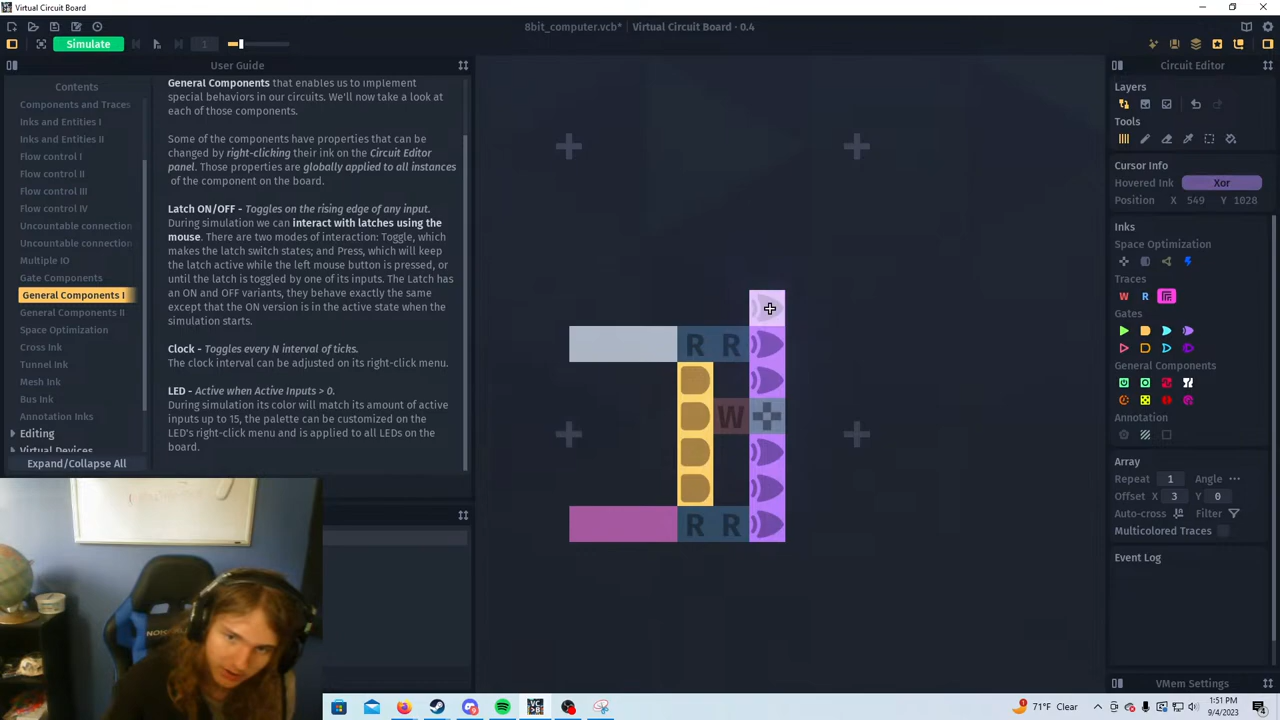 Virtual Circuit Board
8bit_computer.vcb* | Virtual Circuit Board · 0.4
Simulate
1
User Guide
Contents
Components and Traces
Inks and Entities I
Inks and Entities II
Flow control I
Flow control II
Flow control III
Flow control IV
Uncountable connection
Uncountable connection
Multiple IO
Gate Components
General Components I
General Components II
Space Optimization
Cross Ink
Tunnel Ink
Mesh Ink
Bus Ink
Annotation Inks
Editing
Virtual Devices
Expand/Collapse All
General Components that enables us to implement
special behaviors in our circuits. We'll now take a look at
each of those components.
Some of the components have properties that can be
changed by right-clicking their ink on the Circuit Editor
panel. Those properties are globally applied to all instances
of the component on the board.
Latch ON/OFF - Toggles on the rising edge of any input.
During simulation we can interact with latches using the
mouse. There are two modes of interaction: Toggle, which
makes the latch switch states; and Press, which will keep
the latch active while the left mouse button is pressed, or
until the latch is toggled by one of its inputs. The Latch has
an ON and OFF variants, they behave exactly the same
except that the ON version is in the active state when the
simulation starts.
Clock - Toggles every N interval of ticks.
The clock interval can be adjusted on its right-click menu.
LED - Active when Active Inputs > 0.
During simulation its color will match its amount of active
inputs up to 15, the palette can be customized on the
LED's right-click menu and is applied to all LEDs on the
board.
R R
W
R R
Circuit Editor
Layers
Tools
Cursor Info
Hovered Ink Xor
Position X 549 Y 1028
Inks
Space Optimization
Traces
W R
Gates
General Components
Annotation
Array
Repeat 1 Angle ···
Offset X 3 Y 0
Auto-cross Filter
Multicolored Traces
Event Log
VMem Settings
71°F Clear
1:51 PM
9/4/2023